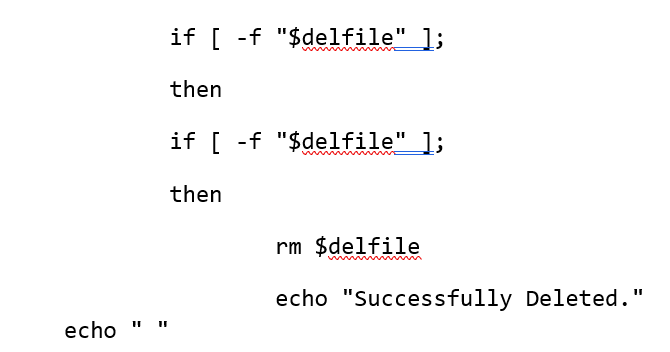 if [ -f "$delfile" ];
then
if [ -f "$delfile" ];
then
rm $delfile
echo "Successfully Deleted."
echo " "